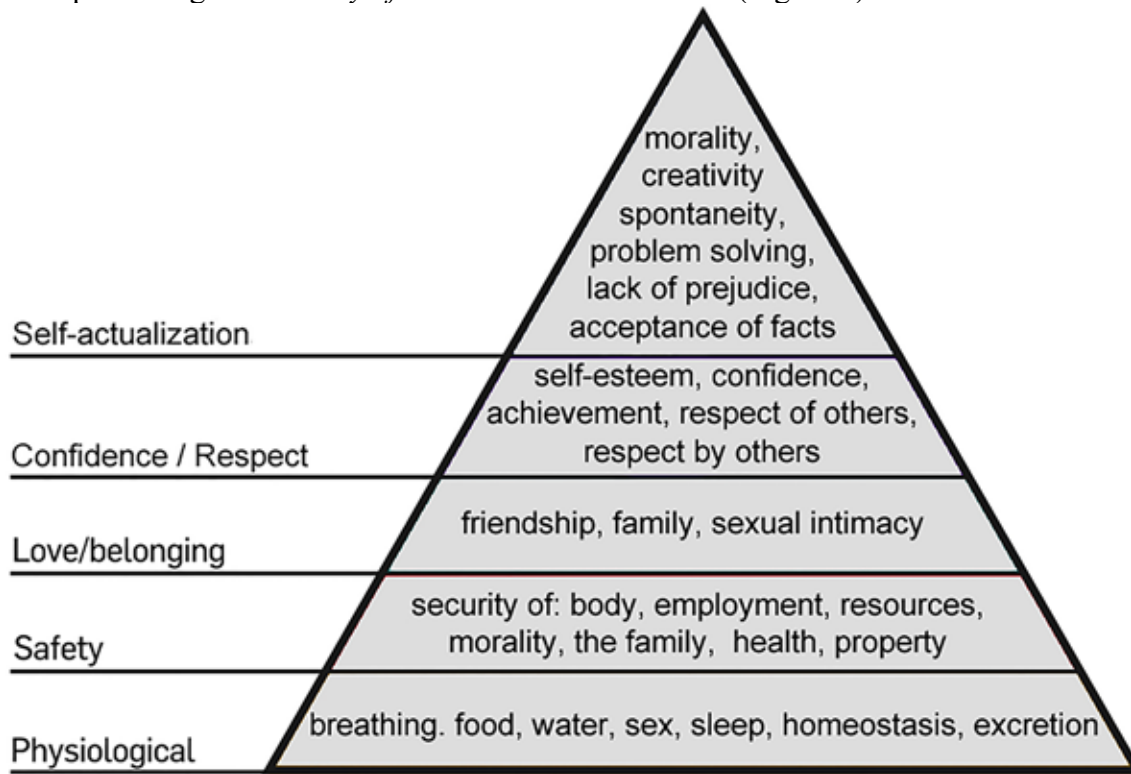 morality,
creativity
spontaneity,
problem solving,
lack of prejudice,
acceptance of facts
Self-actualization
self-esteem, confidence,
achievement, respect of others,
respect by others
Confidence / Respect
friendship, family, sexual intimacy
Love/belonging
security of: body, employment, resources,
morality, the family, health, property
Safety
breathing. food, water, sex, sleep, homeostasis, excretion
Physiological